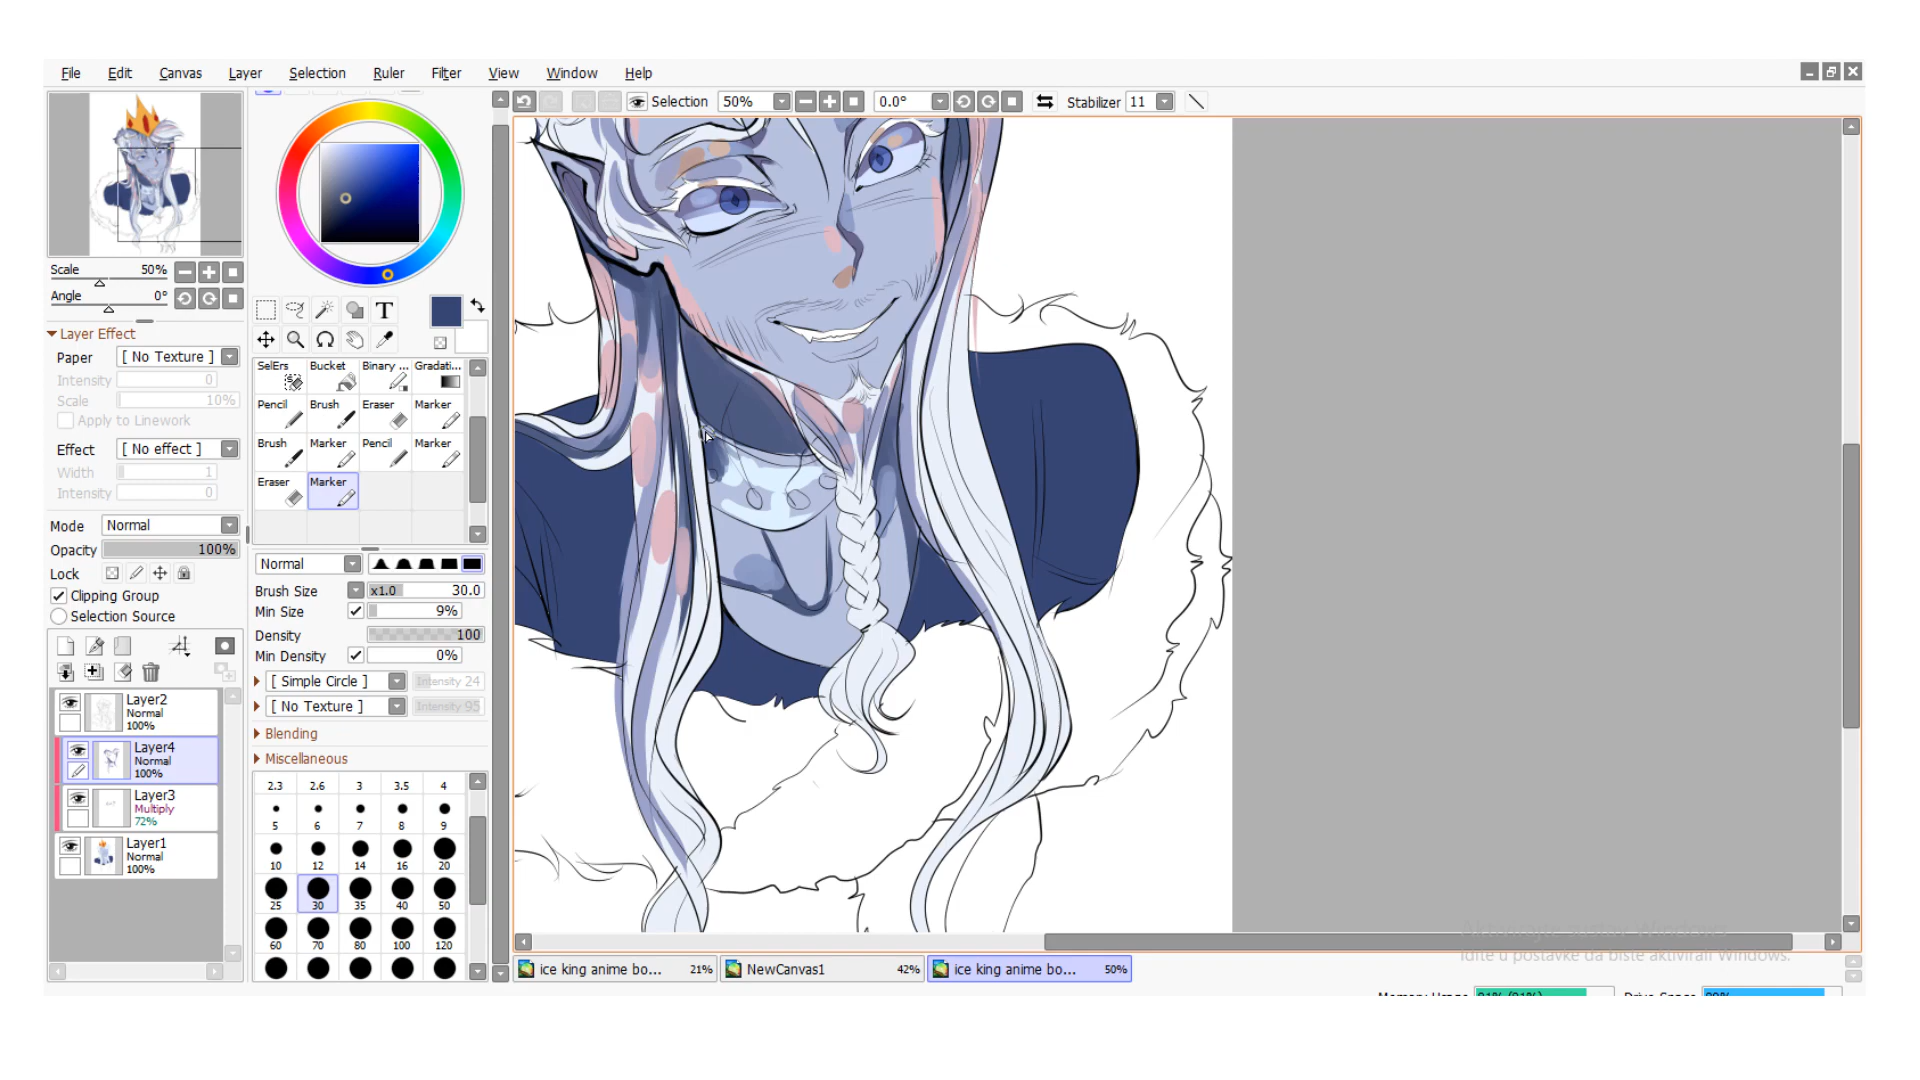 File Edit Canvas Layer Selection Ruler Filter View Window Help
Selection 50% 0.0° Stabilizer 11
Scale 50%
Angle 0°
Layer Effect
Paper [ No Texture ]
Intensity 0
Scale 10%
Apply to Linework
Effect [ No effect ]
Width 1
Intensity 0
Mode Normal
Opacity 100%
Lock
Clipping Group
Selection Source
Layer2
Normal
100%
Layer4
Normal
100%
Layer3
Multiply
72%
Layer1
Normal
100%
T
SelErs Bucket Binary ... Gradati...
Pencil Brush Eraser Marker
Brush Marker Pencil Marker
Eraser Marker
Normal
Brush Size x1.0 30.0
Min Size 9%
Density 100
Min Density 0%
[ Simple Circle ] Intensity 24
[ No Texture ] Intensity 95
Blending
Miscellaneous
2.3 2.6 3 3.5 4
5 6 7 8 9
10 12 14 16 20
25 30 35 40 50
60 70 80 100 120
Idite u postavke da biste aktivirali Windows.
ice king anime bo... 21% NewCanvas1 42% ice king anime bo... 50%
Memory Usage 91% (91%) Drive Space 99%